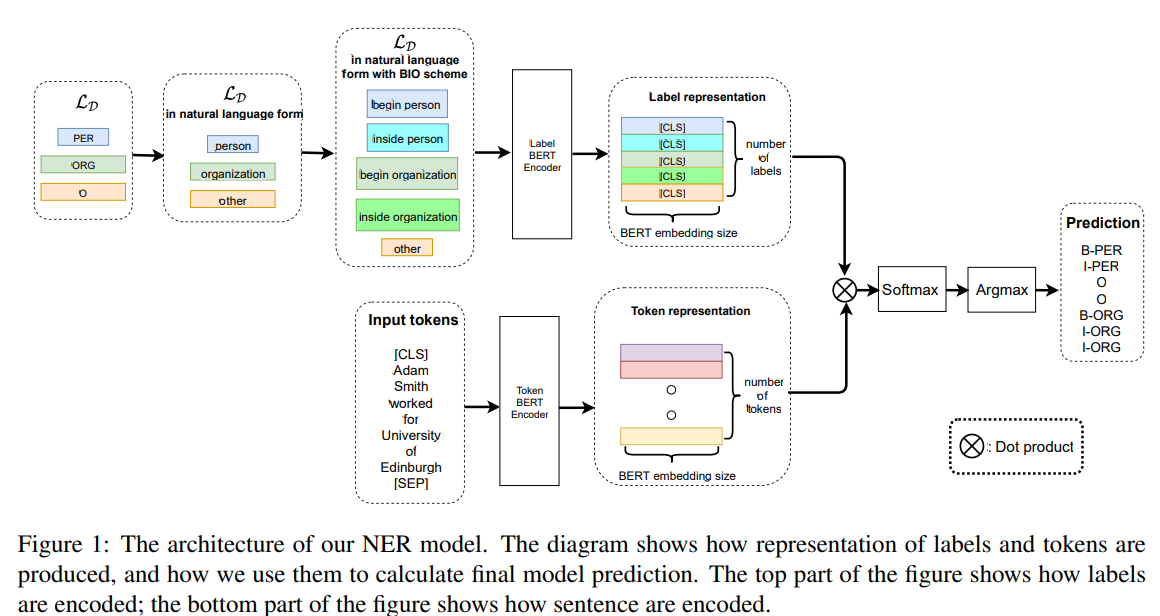 ℒ_𝒟
PER
ORG
O
ℒ_𝒟
in natural language form
person
organization
other
ℒ_𝒟
in natural language
form with BIO scheme
begin person
inside person
begin organization
inside organization
other
Label
BERT
Encoder
Label representation
[CLS]
[CLS]
[CLS]
[CLS]
[CLS]
number
of
labels
BERT embedding size
Input tokens
[CLS]
Adam
Smith
worked
for
University
of
Edinburgh
[SEP]
Token
BERT
Encoder
Token representation
number
of
tokens
BERT embedding size
Softmax
Argmax
Prediction
B-PER
I-PER
O
O
B-ORG
I-ORG
I-ORG
: Dot product
Figure 1: The architecture of our NER model. The diagram shows how representation of labels and tokens are
produced, and how we use them to calculate final model prediction. The top part of the figure shows how labels
are encoded; the bottom part of the figure shows how sentence are encoded.